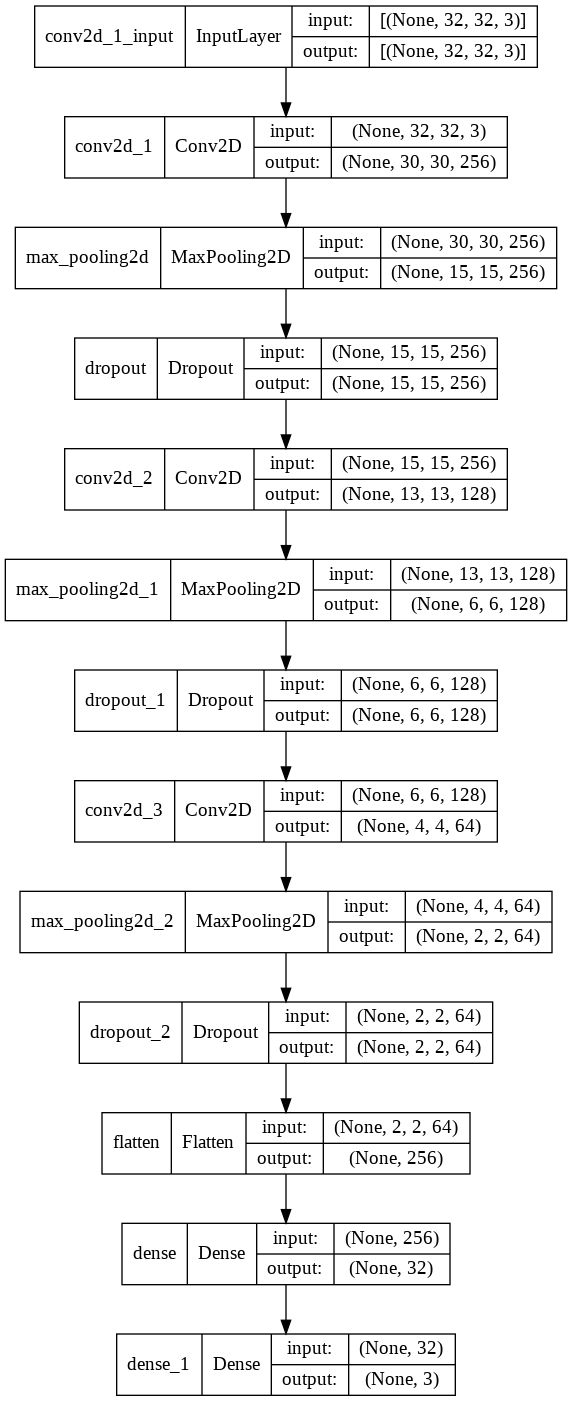 conv2d_1_input InputLayer input: [(None, 32, 32, 3)]
output: [(None, 32, 32, 3)]
conv2d_1 Conv2D input: (None, 32, 32, 3)
output: (None, 30, 30, 256)
max_pooling2d MaxPooling2D input: (None, 30, 30, 256)
output: (None, 15, 15, 256)
dropout Dropout input: (None, 15, 15, 256)
output: (None, 15, 15, 256)
conv2d_2 Conv2D input: (None, 15, 15, 256)
output: (None, 13, 13, 128)
max_pooling2d_1 MaxPooling2D input: (None, 13, 13, 128)
output: (None, 6, 6, 128)
dropout_1 Dropout input: (None, 6, 6, 128)
output: (None, 6, 6, 128)
conv2d_3 Conv2D input: (None, 6, 6, 128)
output: (None, 4, 4, 64)
max_pooling2d_2 MaxPooling2D input: (None, 4, 4, 64)
output: (None, 2, 2, 64)
dropout_2 Dropout input: (None, 2, 2, 64)
output: (None, 2, 2, 64)
flatten Flatten input: (None, 2, 2, 64)
output: (None, 256)
dense Dense input: (None, 256)
output: (None, 32)
dense_1 Dense input: (None, 32)
output: (None, 3)